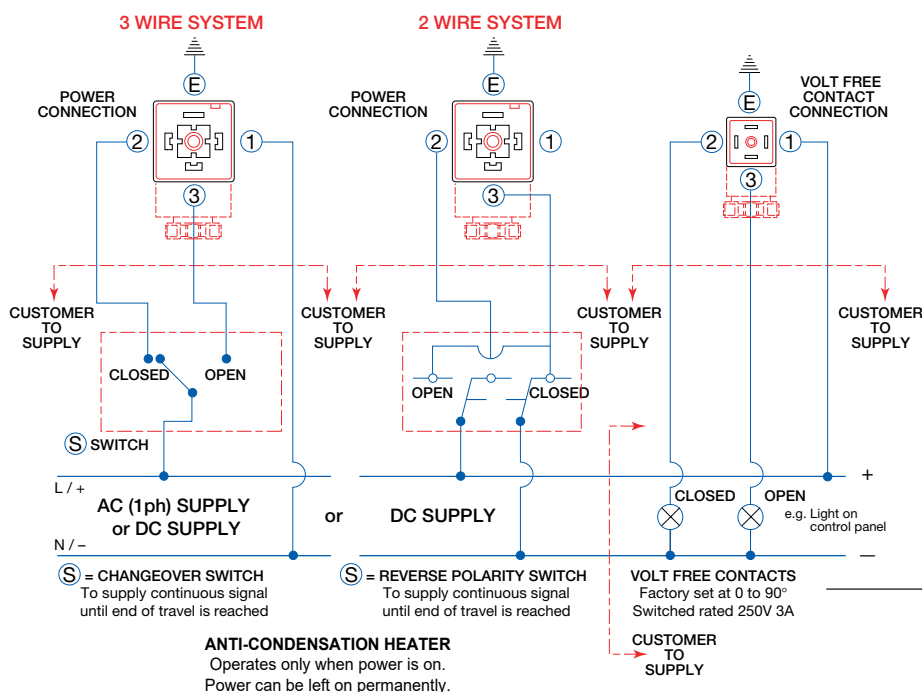 3 WIRE SYSTEM
2 WIRE SYSTEM
E
E
E
POWER
CONNECTION
POWER
CONNECTION
VOLT FREE
CONTACT
CONNECTION
2
1
3
2
1
3
2
1
3
CUSTOMER
TO
SUPPLY
CUSTOMER
TO
SUPPLY
CUSTOMER
TO
SUPPLY
CUSTOMER
TO
SUPPLY
CLOSED
OPEN
OPEN
CLOSED
S SWITCH
L / +
+
AC (1ph) SUPPLY
or DC SUPPLY
or
DC SUPPLY
CLOSED
OPEN
e.g. Light on
control panel
N / –
–
S = CHANGEOVER SWITCH
To supply continuous signal
until end of travel is reached
S = REVERSE POLARITY SWITCH
To supply continuous signal
until end of travel is reached
VOLT FREE CONTACTS
Factory set at 0 to 90°
Switched rated 250V 3A
CUSTOMER
TO
SUPPLY
ANTI-CONDENSATION HEATER
Operates only when power is on.
Power can be left on permanently.